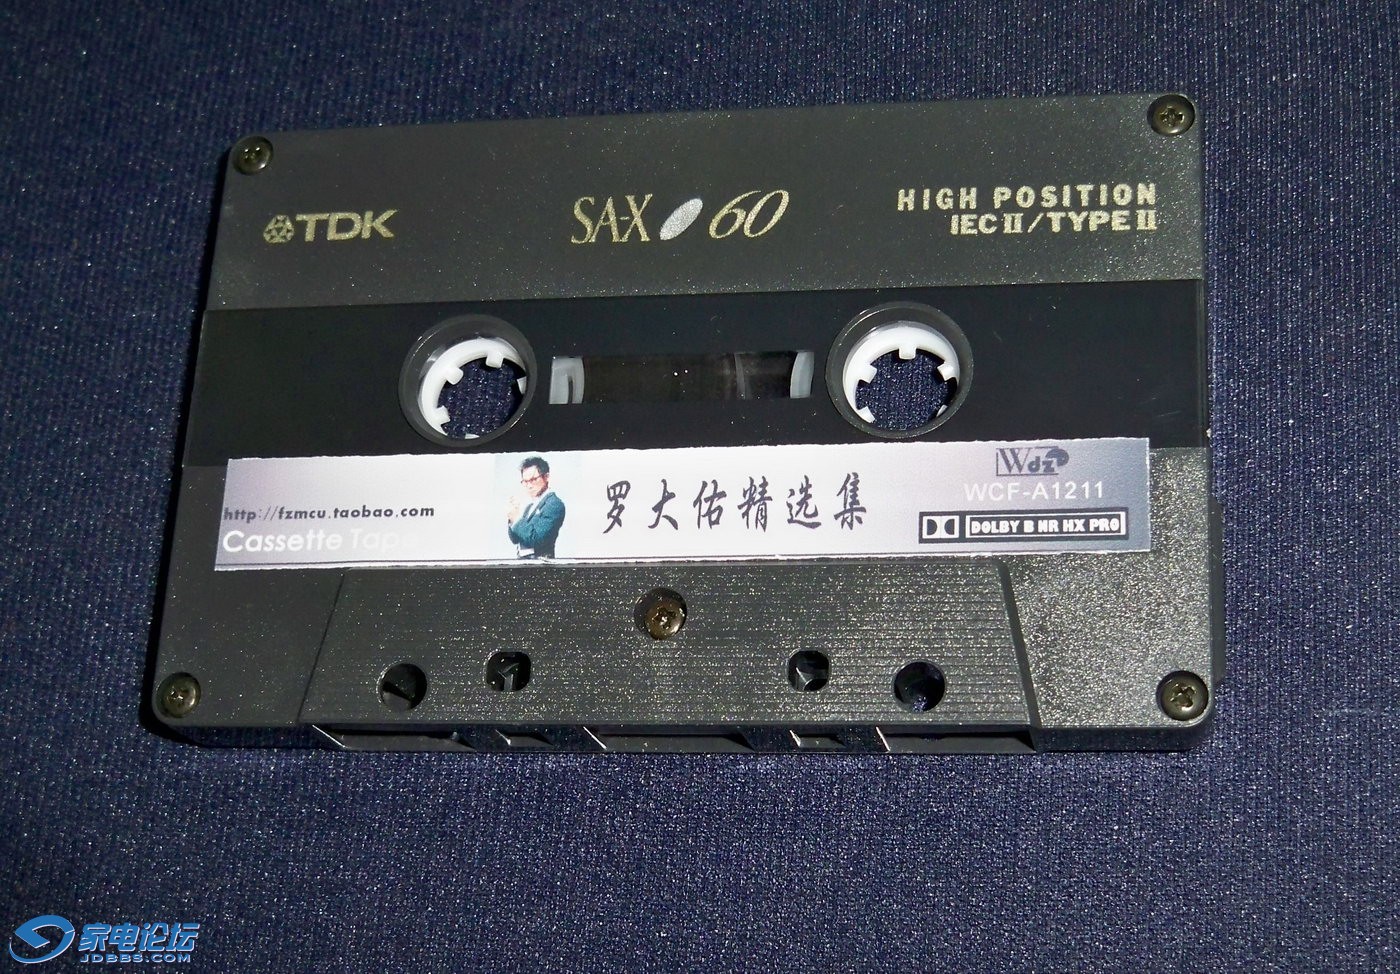 TDK
SA-X 60
HIGH POSITION
IEC II/TYPE II
http://fzmcu.taobao.com
Cassette Tape
罗大佑精选集
Wdz
WCF-A1211
DOLBY B NR HX PRO
家电论坛
JDBBS.COM